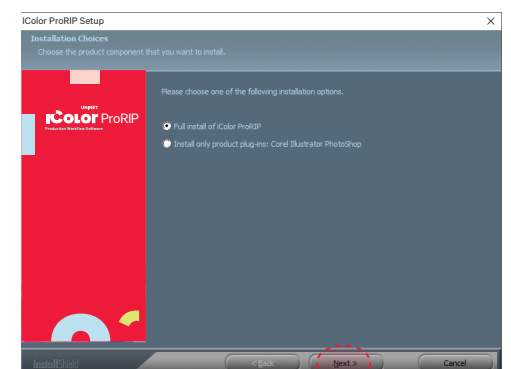 IColor ProRIP Setup
Installation Choices
Choose the product component that you want to install.
UNINET
IColor ProRIP
Production Workflow Software
Please choose one of the following installation options.
Full install of iColor ProRIP
Install only product plug-ins: Corel Illustrator PhotoShop
InstallShield
< Back
Next >
Cancel